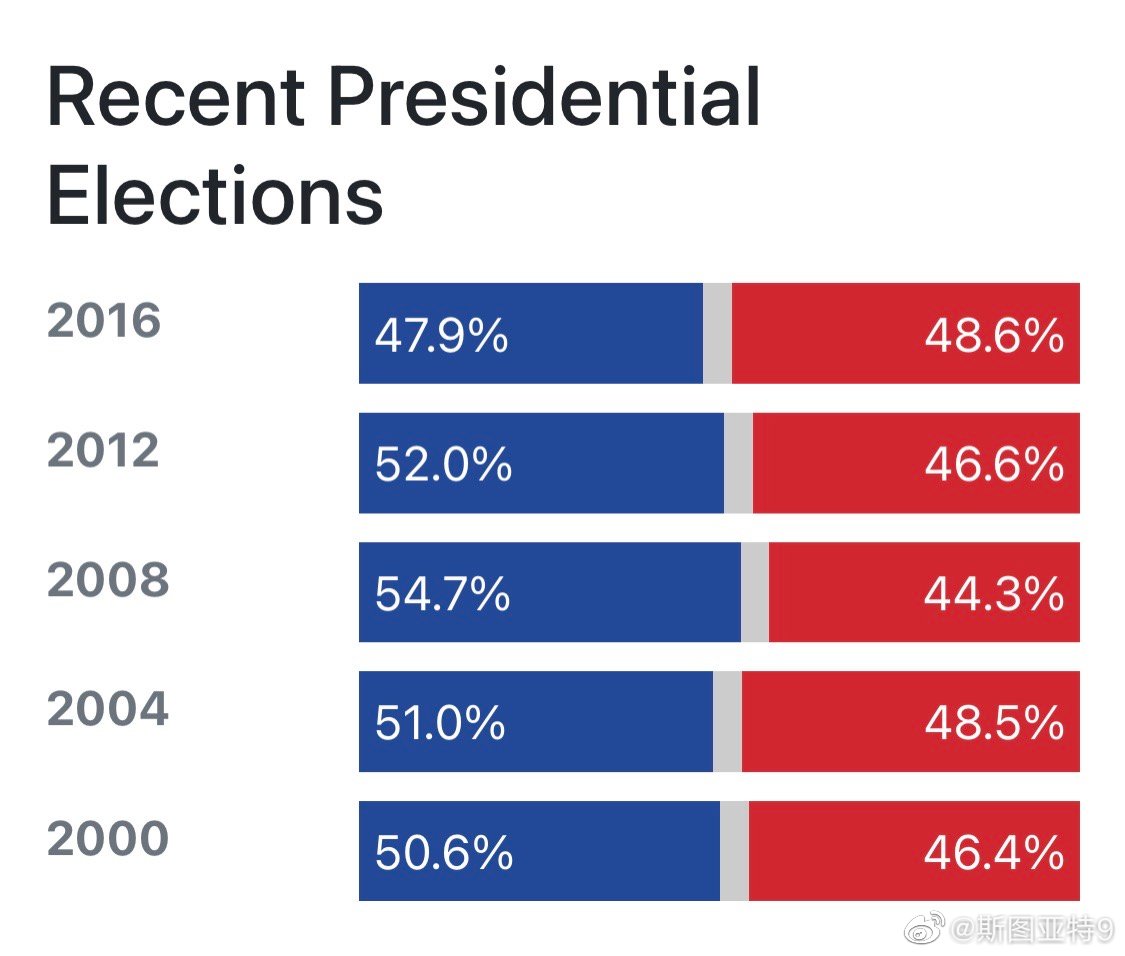 Recent Presidential
Elections
2016 47.9% 48.6%
2012 52.0% 46.6%
2008 54.7% 44.3%
2004 51.0% 48.5%
2000 50.6% 46.4%
@斯图亚特9